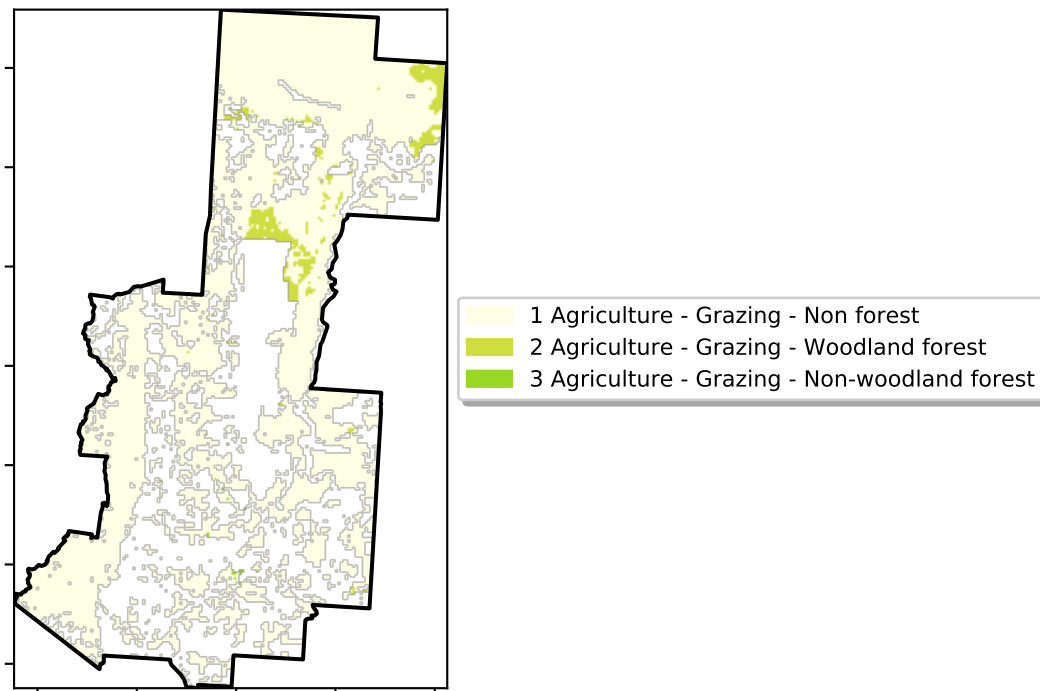 1 Agriculture - Grazing - Non forest
2 Agriculture - Grazing - Woodland forest
3 Agriculture - Grazing - Non-woodland forest